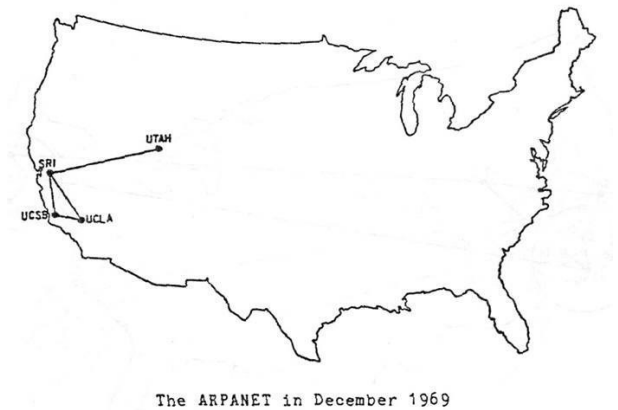 UTAH
SRI
UCSB
UCLA
The ARPANET in December 1969